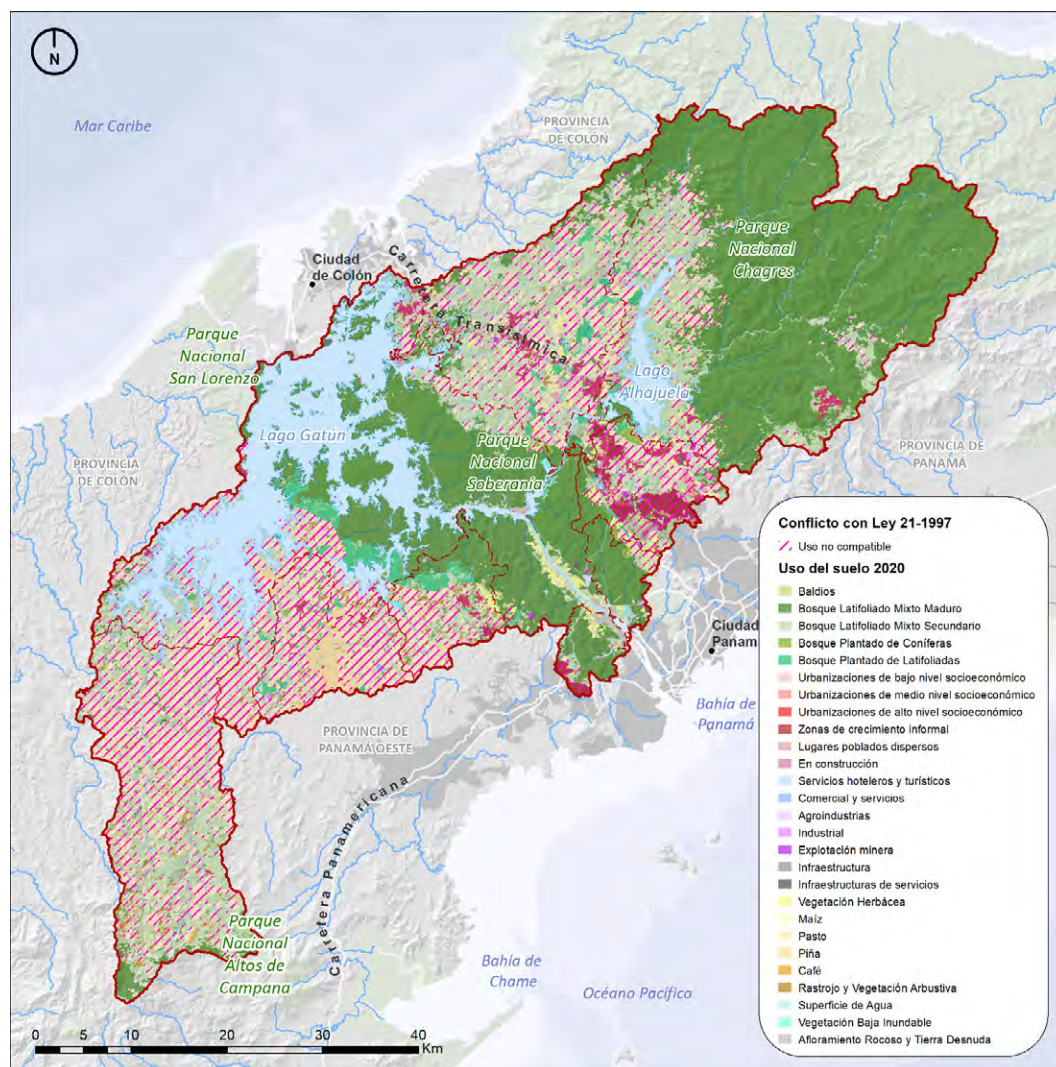 N
Mar Caribe
PROVINCIA
DE COLÓN
Parque
Nacional
Chagres
Ciudad
de Colón
Carretera Transísmica
Parque
Nacional
San Lorenzo
Lago
Alhajuela
Lago Gatún
Parque
Nacional
Soberanía
PROVINCIA
DE COLÓN
PROVINCIA DE
PANAMÁ
Ciudad
Panam
Bahía de
Panamá
PROVINCIA DE
PANAMÁ OESTE
Carretera Panamericana
Parque
Nacional
Altos de
Campana
Bahía de
Chame
Océano Pacífico
0 5 10 20 30 40
Km
Conflicto con Ley 21-1997
Uso no compatible
Uso del suelo 2020
Baldios
Bosque Latifoliado Mixto Maduro
Bosque Latifoliado Mixto Secundario
Bosque Plantado de Coníferas
Bosque Plantado de Latifoliadas
Urbanizaciones de bajo nivel socioeconómico
Urbanizaciones de medio nivel socioeconómico
Urbanizaciones de alto nivel socioeconómico
Zonas de crecimiento informal
Lugares poblados dispersos
En construcción
Servicios hoteleros y turísticos
Comercial y servicios
Agroindustrias
Industrial
Explotación minera
Infraestructura
Infraestructuras de servicios
Vegetación Herbácea
Maíz
Pasto
Piña
Café
Rastrojo y Vegetación Arbustiva
Superficie de Agua
Vegetación Baja Inundable
Afloramiento Rocoso y Tierra Desnuda